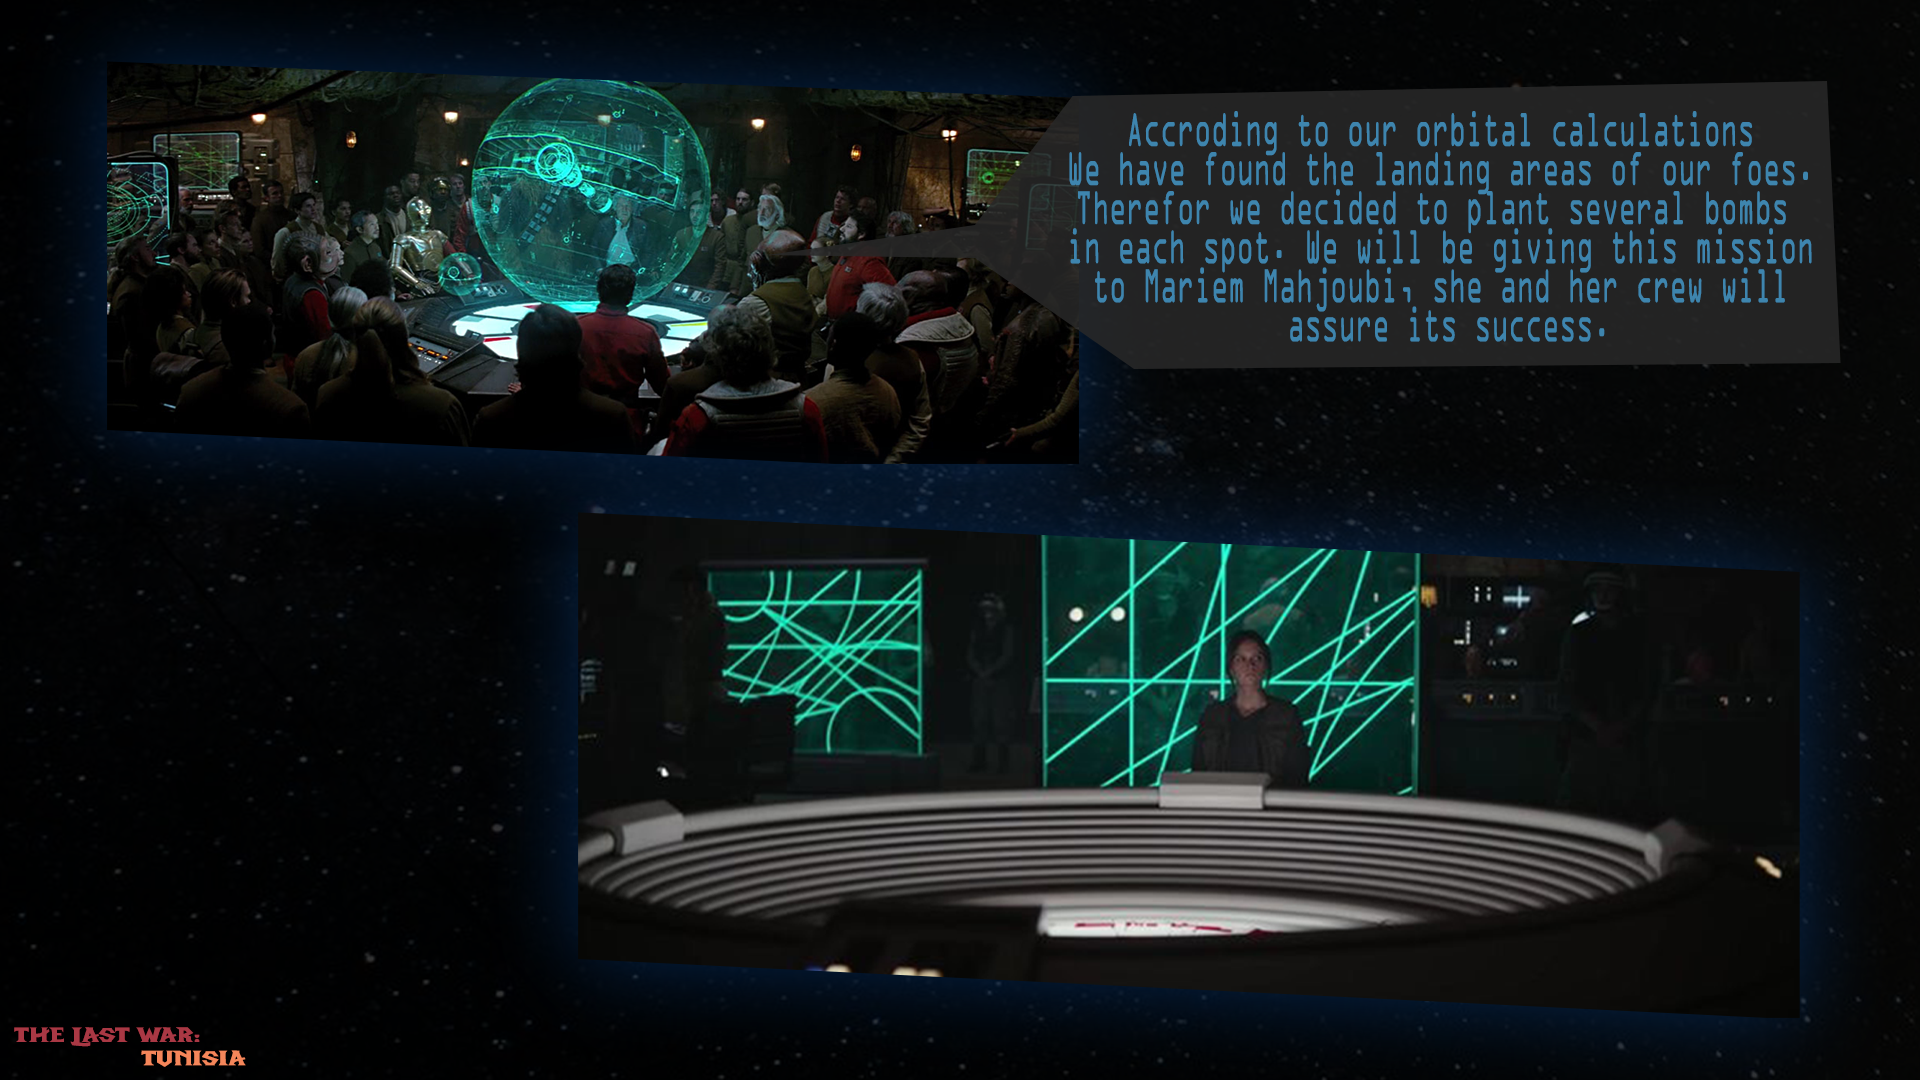 Accroding to our orbital calculations
We have found the landing areas of our foes.
Therefor we decided to plant several bombs
in each spot. We will be giving this mission
to Mariem Mahjoubi, she and her crew will
assure its success.
THE LAST WAR:
TUNISIA